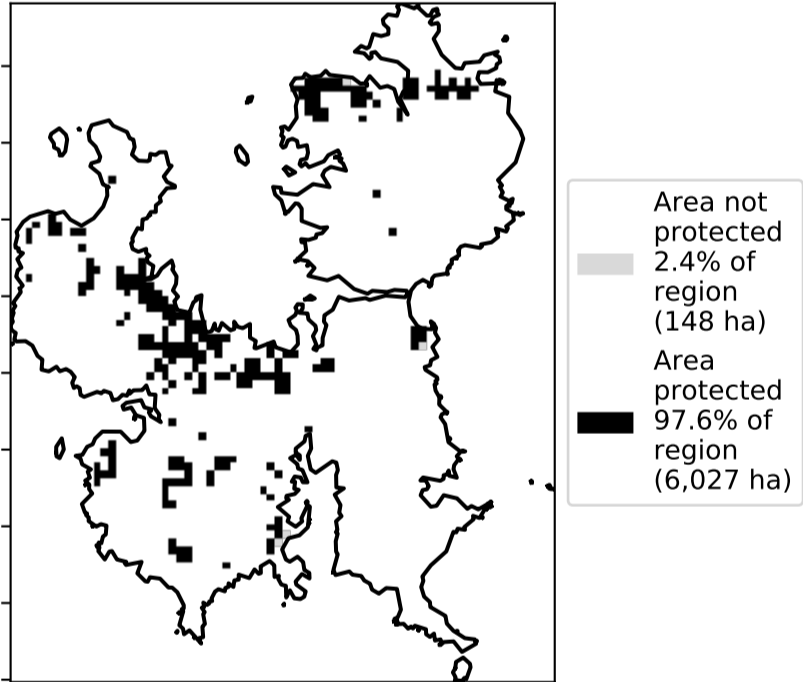 Area not
protected
2.4% of
region
(148 ha)
Area
protected
97.6% of
region
(6,027 ha)